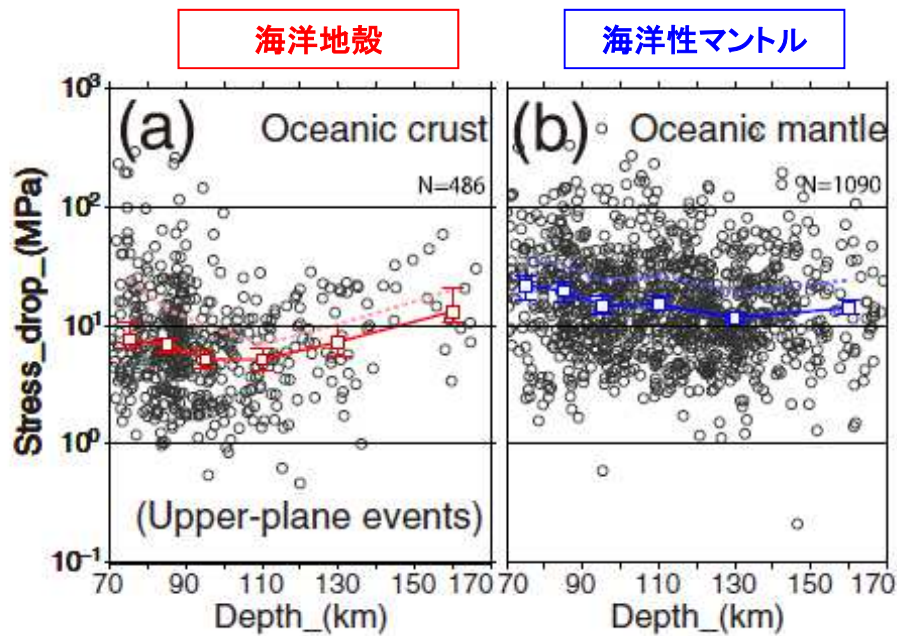 海洋地殻
海洋性マントル
(a) Oceanic crust
N=486
(Upper-plane events)
(b) Oceanic mantle
N=1090
Stress_drop_(MPa)
10³
10²
10¹
10⁰
10⁻¹
70 90 110 130 150 170
Depth_(km)
70 90 110 130 150 170
Depth_(km)